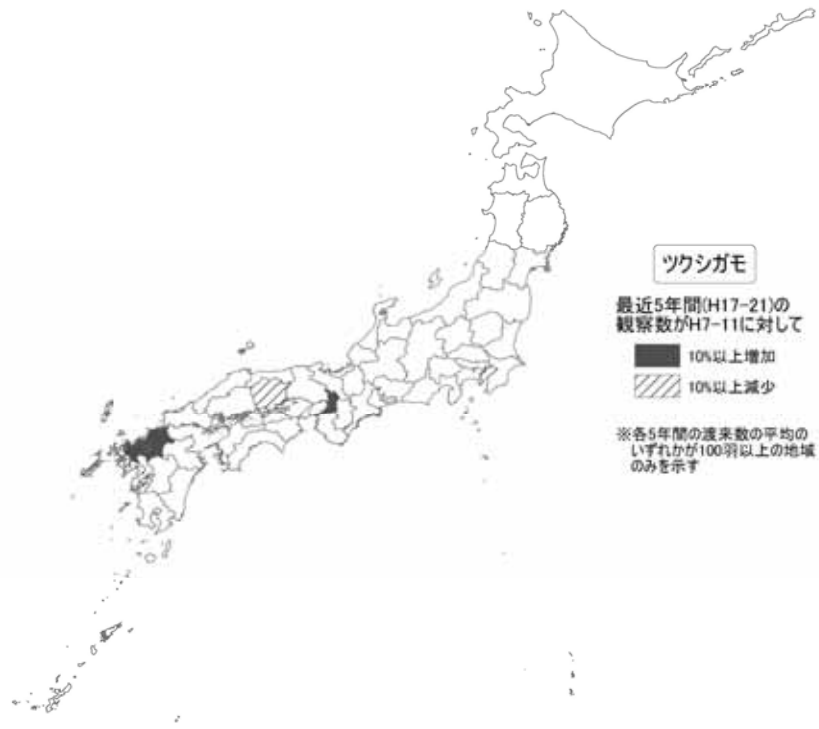 ツクシガモ
最近5年間(H17-21)の
観察数がH7-11に対して
10%以上増加
10%以上減少
※各5年間の渡来数の平均の
いずれかが100羽以上の地域
のみを示す